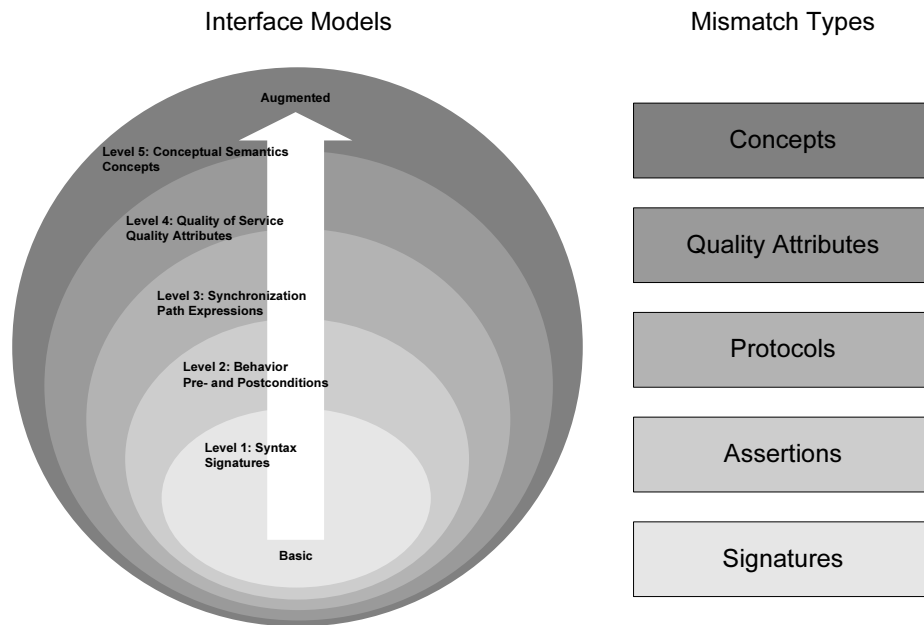 Interface Models
Augmented
Level 5: Conceptual Semantics
Concepts
Level 4: Quality of Service
Quality Attributes
Level 3: Synchronization
Path Expressions
Level 2: Behavior
Pre- and Postconditions
Level 1: Syntax
Signatures
Basic
Mismatch Types
Concepts
Quality Attributes
Protocols
Assertions
Signatures